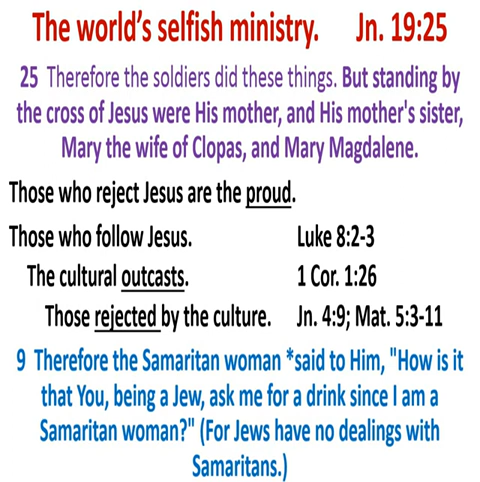 The world's selfish ministry. Jn. 19:25
25 Therefore the soldiers did these things. But standing by
the cross of Jesus were His mother, and His mother's sister,
Mary the wife of Clopas, and Mary Magdalene.
Those who reject Jesus are the proud.
Those who follow Jesus. Luke 8:2-3
The cultural outcasts. 1 Cor. 1:26
Those rejected by the culture. Jn. 4:9; Mat. 5:3-11
9 Therefore the Samaritan woman *said to Him, "How is it
that You, being a Jew, ask me for a drink since I am a
Samaritan woman?" (For Jews have no dealings with
Samaritans.)